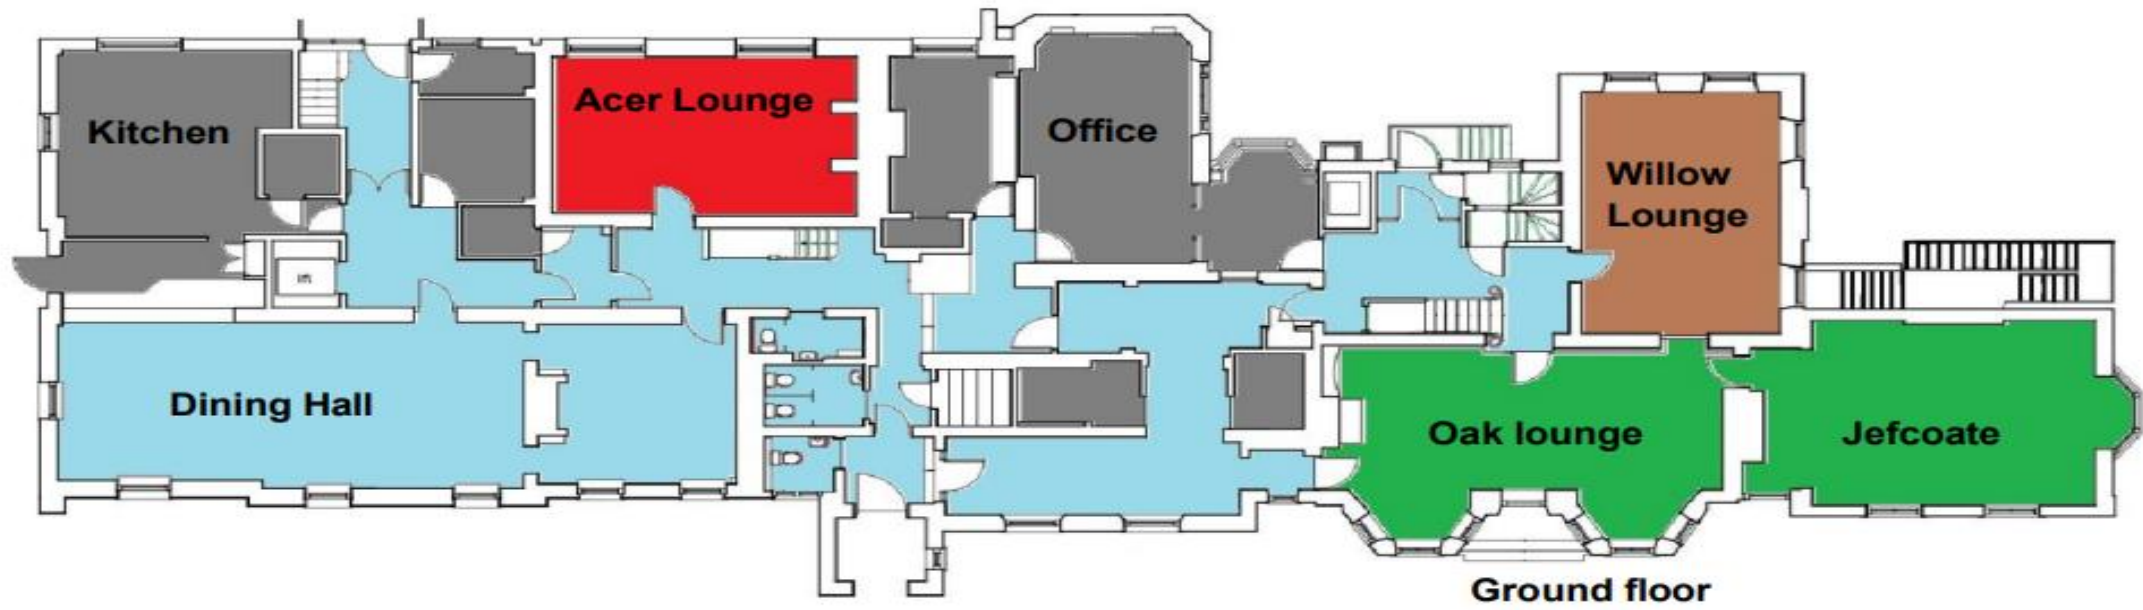 Kitchen
Acer Lounge
Office
Willow
Lounge
Dining Hall
Oak lounge
Jefcoate
Ground floor